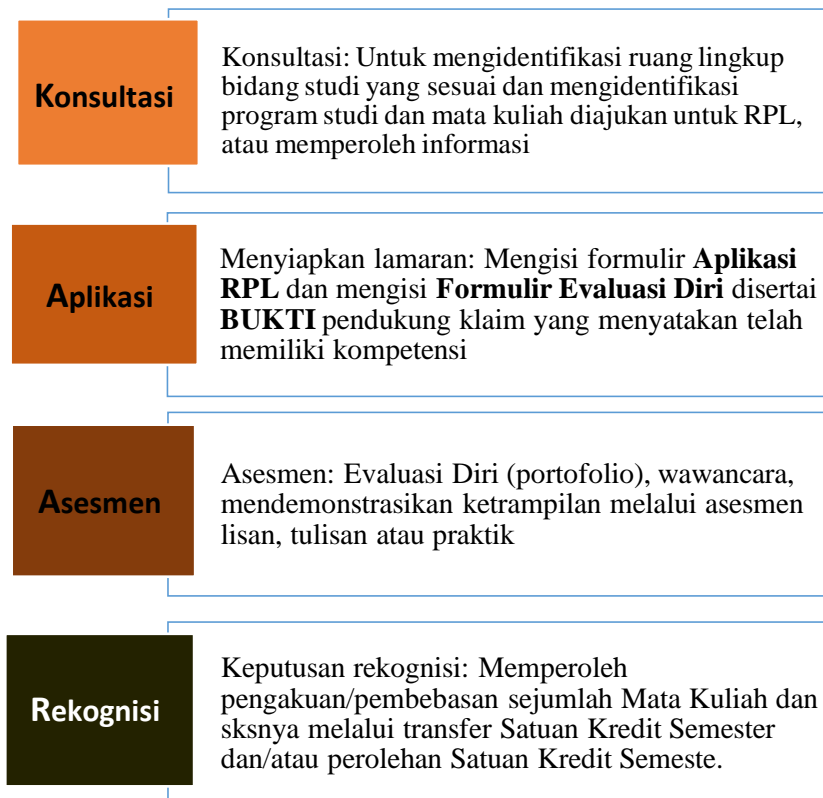 Konsultasi
Konsultasi: Untuk mengidentifikasi ruang lingkup
bidang studi yang sesuai dan mengidentifikasi
program studi dan mata kuliah diajukan untuk RPL,
atau memperoleh informasi
Aplikasi
Menyiapkan lamaran: Mengisi formulir Aplikasi
RPL dan mengisi Formulir Evaluasi Diri disertai
BUKTI pendukung klaim yang menyatakan telah
memiliki kompetensi
Asesmen
Asesmen: Evaluasi Diri (portofolio), wawancara,
mendemonstrasikan ketrampilan melalui asesmen
lisan, tulisan atau praktik
Rekognisi
Keputusan rekognisi: Memperoleh
pengakuan/pembebasan sejumlah Mata Kuliah dan
sksnya melalui transfer Satuan Kredit Semester
dan/atau perolehan Satuan Kredit Semeste.